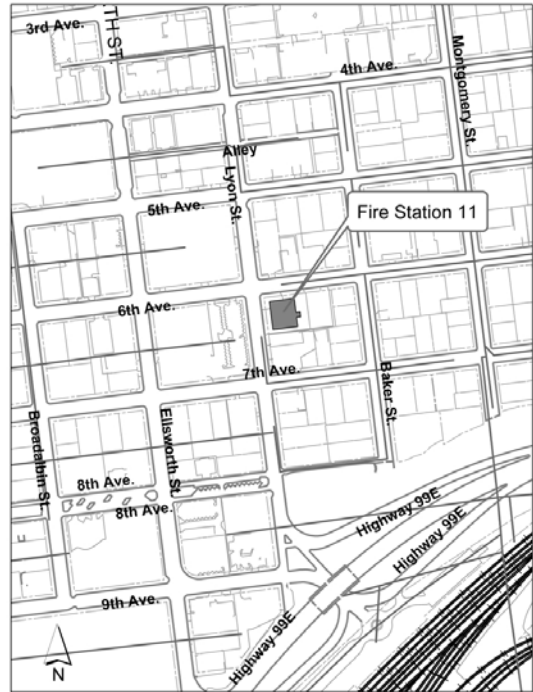 3rd Ave.
TH ST.
4th Ave.
Montgomery St.
Alley
Lyon St.
5th Ave.
Fire Station 11
6th Ave.
7th Ave.
Baker St.
Broadalbin St.
Ellsworth St.
8th Ave.
8th Ave.
Highway 99E
Highway 99E
9th Ave.
Highway 99E
N